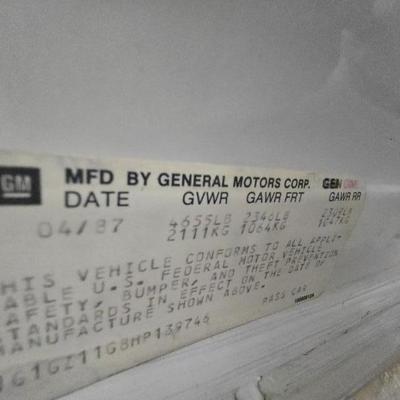 GM MFD BY GENERAL MOTORS CORP.
DATE GVWR GAWR FRT GAWR RR
04/87 4655LB 2346LB 2309LB
2111KG 1064KG 1047KG
THIS VEHICLE CONFORMS TO ALL APPLI-
CABLE U.S. FEDERAL MOTOR VEHICLE
SAFETY, BUMPER, AND THEFT PREVENTION
STANDARDS IN EFFECT ON THE DATE OF
MANUFACTURE SHOWN ABOVE.
PASS CAR
1G1GZ11G8HP139746